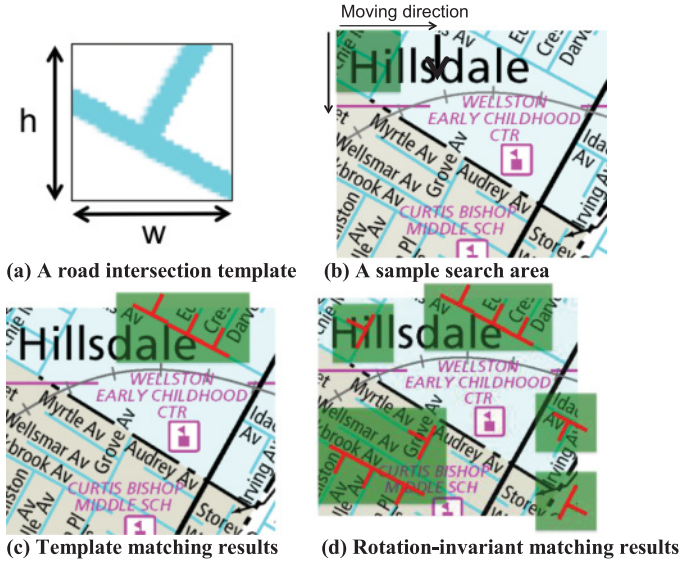 h
w
(a) A road intersection template
Moving direction
Hillsdale
WELLSTON
EARLY CHILDHOOD
CTR
Myrtle Av
Wellsmar Av
Grove Av
Audrey Av
Irving Av
CURTIS BISHOP
MIDDLE SCH
Storey
(b) A sample search area
Hillsdale
WELLSTON
EARLY CHILDHOOD
CTR
Myrtle Av
Wellsmar Av
Grove Av
Audrey Av
Irving Av
CURTIS BISHOP
MIDDLE SCH
Storey
(c) Template matching results
Hillsdale
WELLSTON
EARLY CHILDHOOD
CTR
Myrtle Av
Wellsmar Av
Grove Av
Audrey Av
CURTIS BISHOP
MIDDLE SCH
Storey
(d) Rotation-invariant matching results